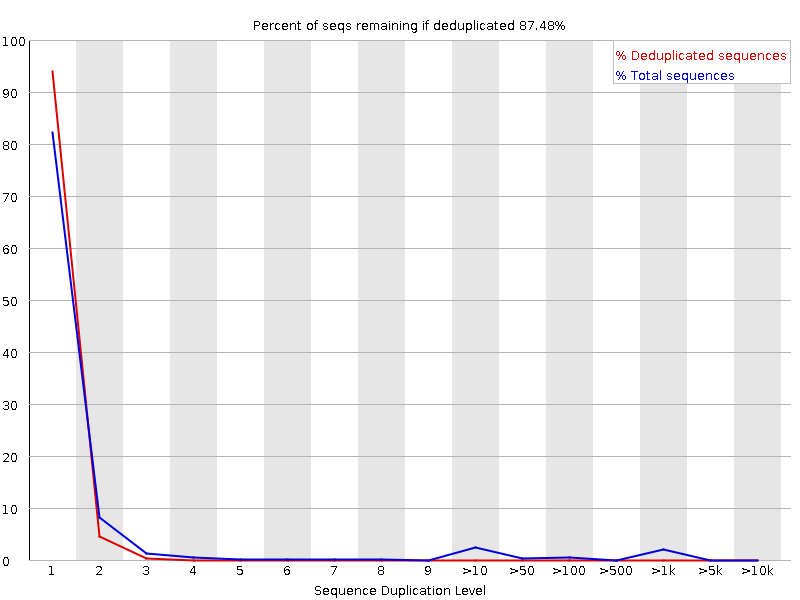 Percent of seqs remaining if deduplicated 87.48%
% Deduplicated sequences
% Total sequences
100
90
80
70
60
50
40
30
20
10
0
1 2 3 4 5 6 7 8 9 >10 >50 >100 >500 >1k >5k >10k
Sequence Duplication Level